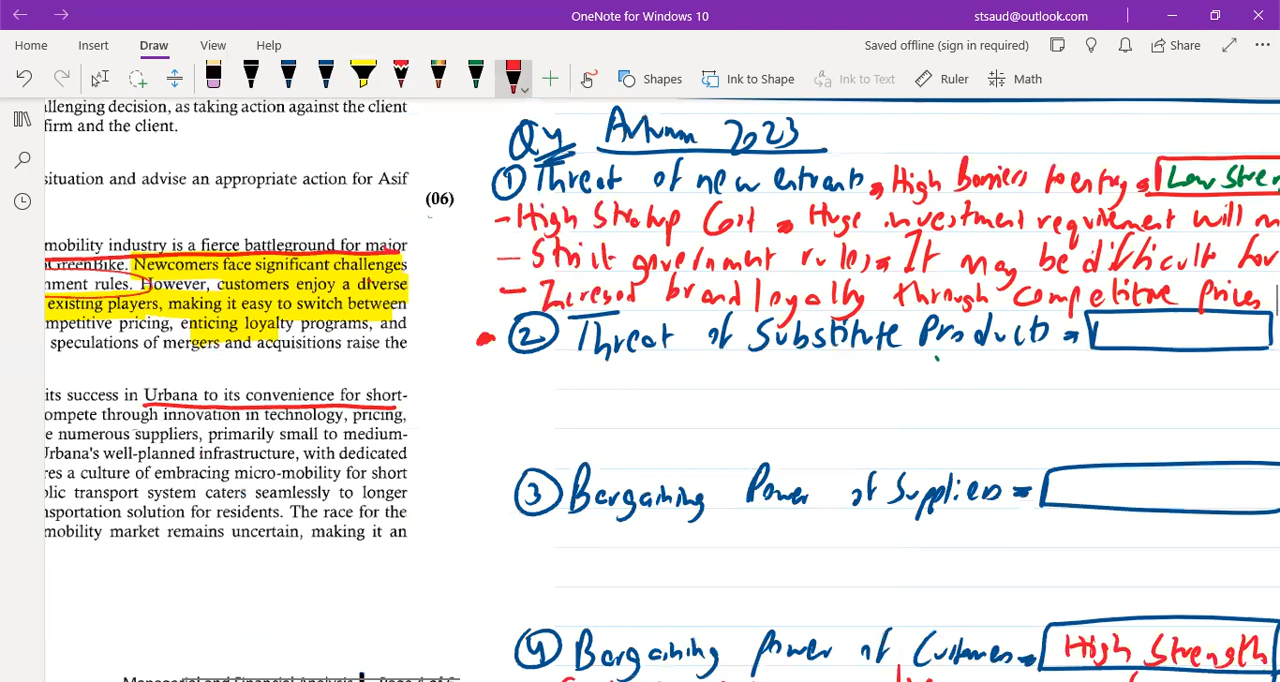 OneNote for Windows 10
stsaud@outlook.com
Home Insert Draw View Help
Saved offline (sign in required)
Share
Shapes
Ink to Shape
Ink to Text
Ruler
Math
allenging decision, as taking action against the client
firm and the client.
situation and advise an appropriate action for Asif
(06)
mobility industry is a fierce battleground for major
GreenBike. Newcomers face significant challenges
nment rules. However, customers enjoy a diverse
existing players, making it easy to switch between
mpetitive pricing, enticing loyalty programs, and
speculations of mergers and acquisitions raise the
its success in Urbana to its convenience for short-
ompete through innovation in technology, pricing,
e numerous suppliers, primarily small to medium-
Urbana's well-planned infrastructure, with dedicated
res a culture of embracing micro-mobility for short
olic transport system caters seamlessly to longer
nsportation solution for residents. The race for the
mobility market remains uncertain, making it an
Q4 Autumn 2023
① Threat of new entrants, High Barriers to entry = Low Stren
- High Startup Cost = Huge investment requirement will
- Strict government rules = It may be difficult for
- Incresed brand loyalty through competitive prices
② Threat of Substitute Products =
③ Bargaining Power of Suppliers =
④ Bargaining power of Customers = High Strength